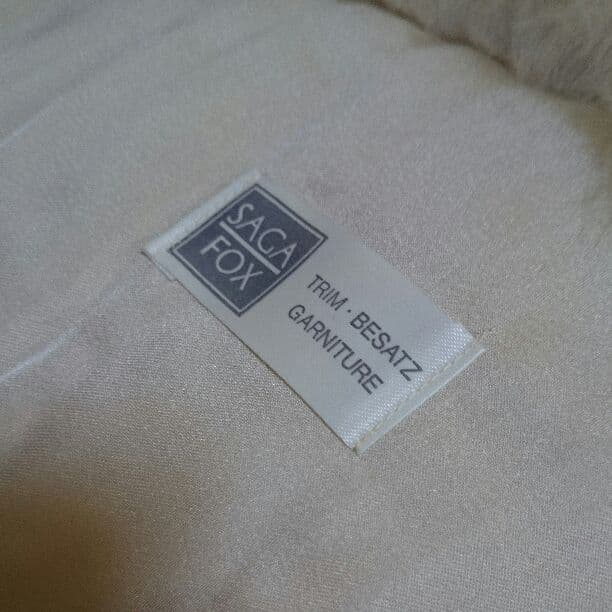 SAGA
FOX
TRIM · BESATZ
GARNITURE